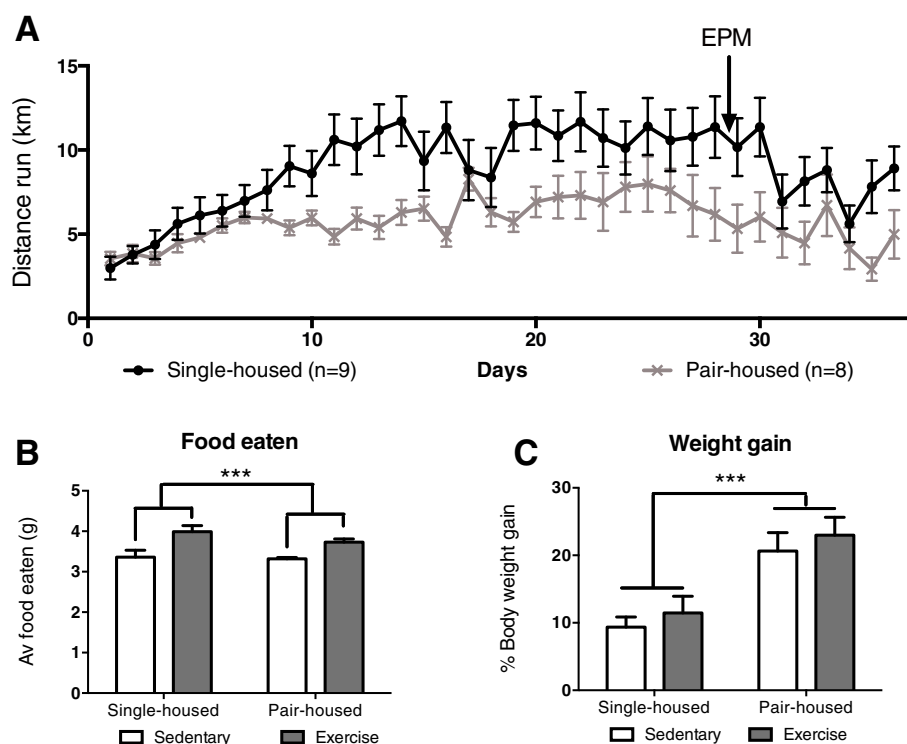 A
EPM
Distance run (km)
15
10
5
0
0 10 20 30
Single-housed (n=9) Days Pair-housed (n=8)
B
Food eaten
***
Av food eaten (g)
5
4
3
2
1
0
Single-housed Pair-housed
Sedentary Exercise
C
Weight gain
***
% Body weight gain
30
20
10
0
Single-housed Pair-housed
Sedentary Exercise